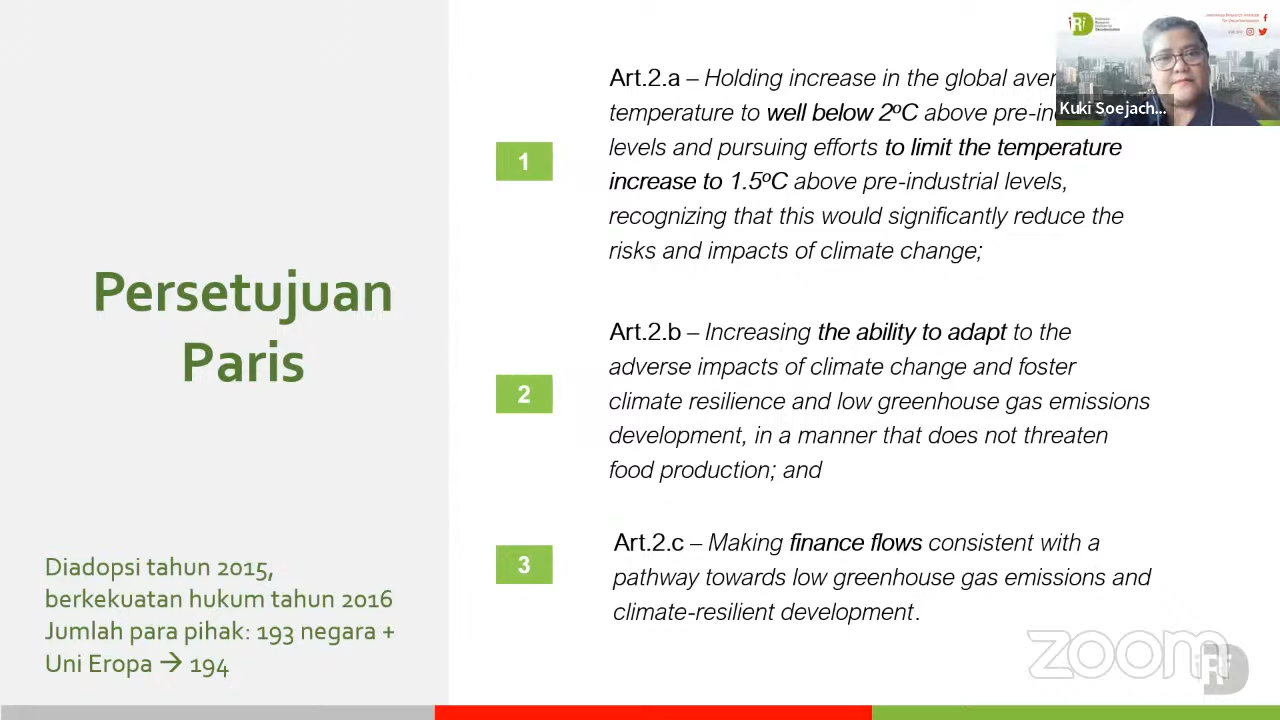 Persetujuan
Paris
Diadopsi tahun 2015,
berkekuatan hukum tahun 2016
Jumlah para pihak: 193 negara +
Uni Eropa → 194
1
Art.2.a – Holding increase in the global
temperature to well below 2ºC above
levels and pursuing efforts to limit the temperature
increase to 1.5ºC above pre-industrial levels,
recognizing that this would significantly reduce the
risks and impacts of climate change;
2
Art.2.b – Increasing the ability to adapt to the
adverse impacts of climate change and foster
climate resilience and low greenhouse gas emissions
development, in a manner that does not threaten
food production; and
3
Art.2.c – Making finance flows consistent with a
pathway towards low greenhouse gas emissions and
climate-resilient development.
iRiD
Kuki Soejach...
zoom
iRiD